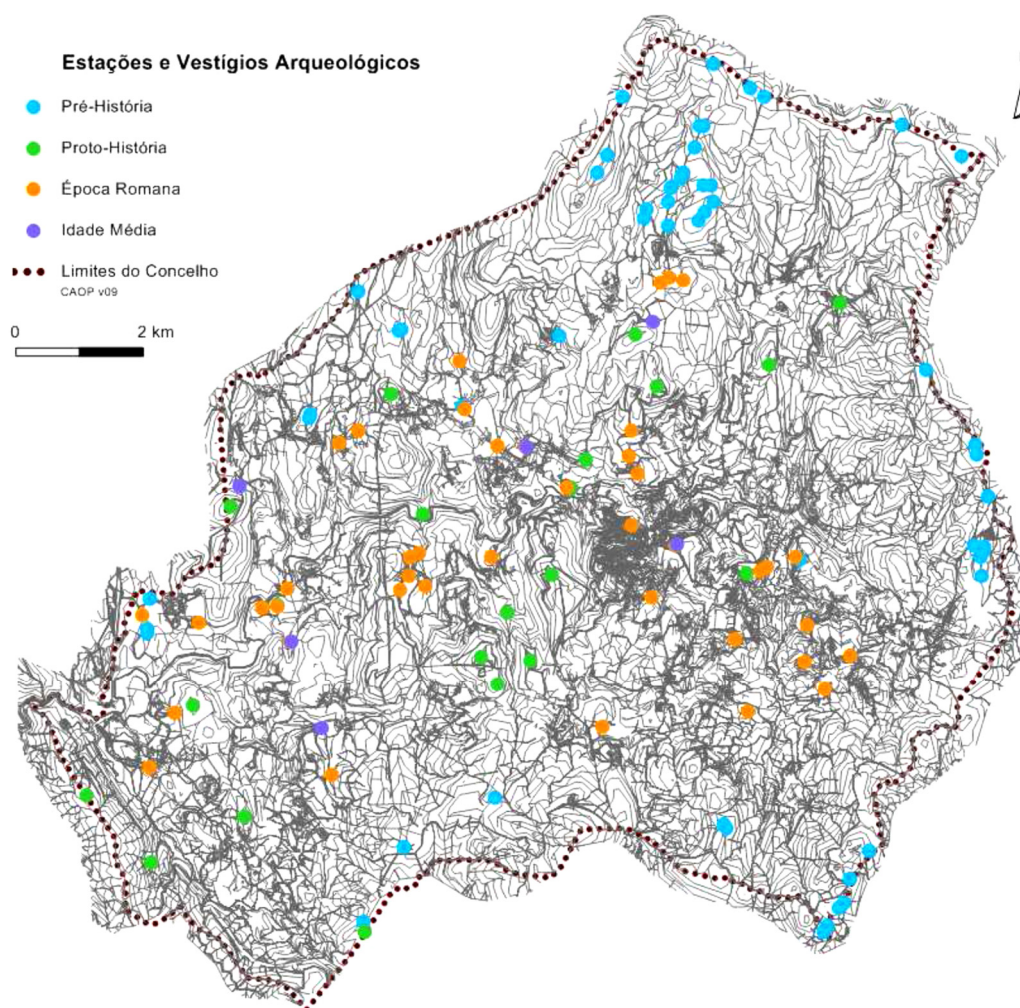 Estações e Vestígios Arqueológicos
Pré-História
Proto-História
Época Romana
Idade Média
Limites do Concelho
CAOP v09
0 2 km